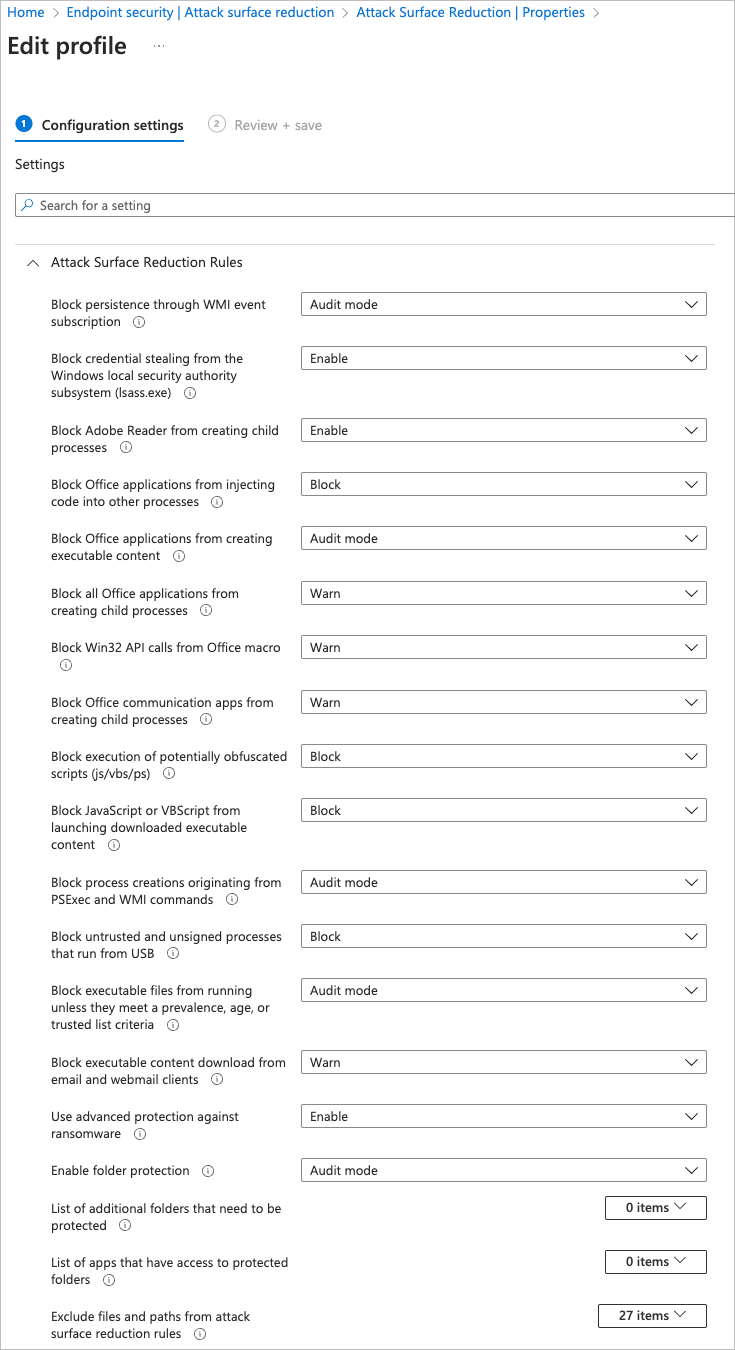 Home > Endpoint security | Attack surface reduction > Attack Surface Reduction | Properties >
Edit profile ...
1 Configuration settings 2 Review + save
Settings
Search for a setting
Attack Surface Reduction Rules
Block persistence through WMI event
subscription
Audit mode
Block credential stealing from the
Windows local security authority
subsystem (lsass.exe)
Enable
Block Adobe Reader from creating child
processes
Enable
Block Office applications from injecting
code into other processes
Block
Block Office applications from creating
executable content
Audit mode
Block all Office applications from
creating child processes
Warn
Block Win32 API calls from Office macro
Warn
Block Office communication apps from
creating child processes
Warn
Block execution of potentially obfuscated
scripts (js/vbs/ps)
Block
Block JavaScript or VBScript from
launching downloaded executable
content
Block
Block process creations originating from
PSExec and WMI commands
Audit mode
Block untrusted and unsigned processes
that run from USB
Block
Block executable files from running
unless they meet a prevalence, age, or
trusted list criteria
Audit mode
Block executable content download from
email and webmail clients
Warn
Use advanced protection against
ransomware
Enable
Enable folder protection
Audit mode
List of additional folders that need to be
protected
0 items
List of apps that have access to protected
folders
0 items
Exclude files and paths from attack
surface reduction rules
27 items